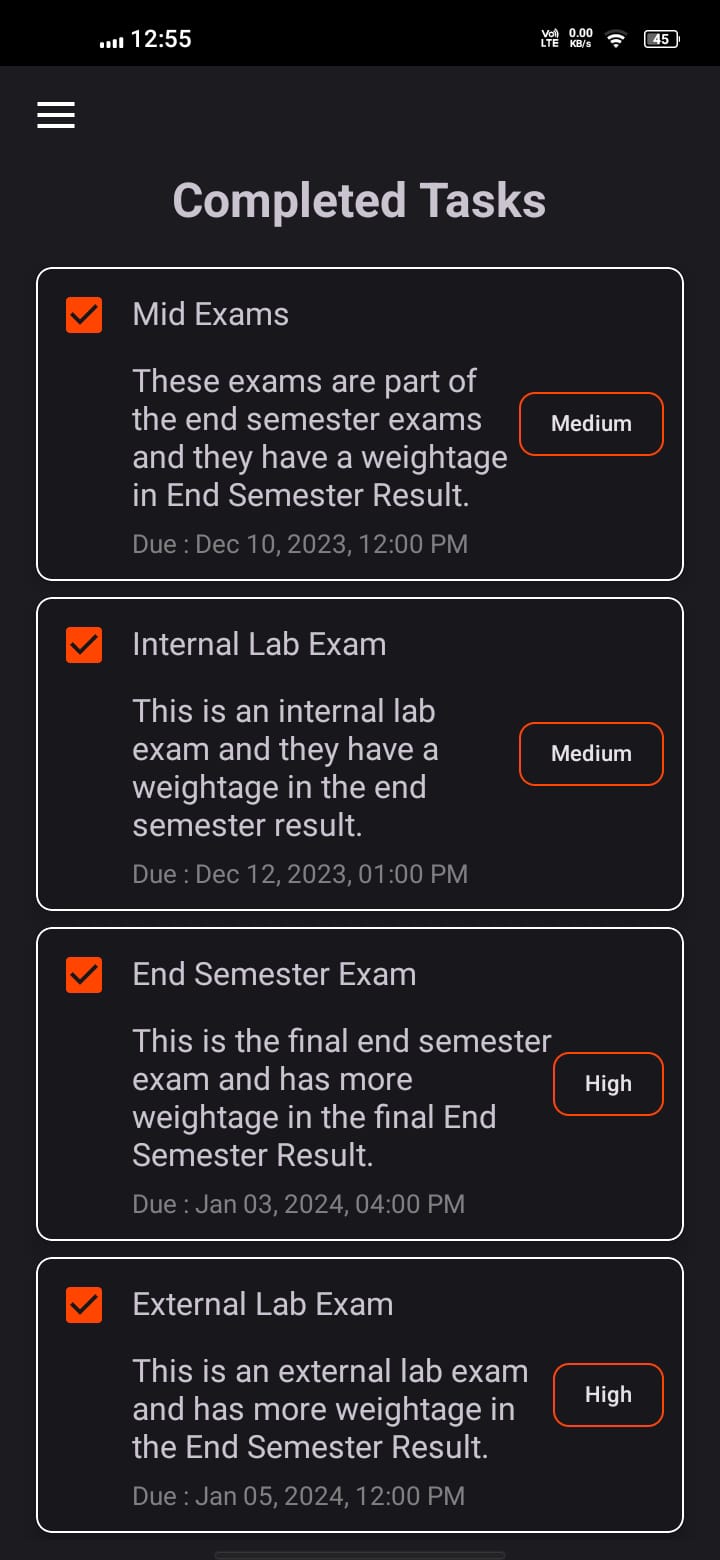 12:55
Vo)
LTE
0.00
KB/s
45
Completed Tasks
Mid Exams
These exams are part of
the end semester exams
and they have a weightage
in End Semester Result.
Medium
Due : Dec 10, 2023, 12:00 PM
Internal Lab Exam
This is an internal lab
exam and they have a
weightage in the end
semester result.
Medium
Due : Dec 12, 2023, 01:00 PM
End Semester Exam
This is the final end semester
exam and has more
weightage in the final End
Semester Result.
High
Due : Jan 03, 2024, 04:00 PM
External Lab Exam
This is an external lab exam
and has more weightage in
the End Semester Result.
High
Due : Jan 05, 2024, 12:00 PM